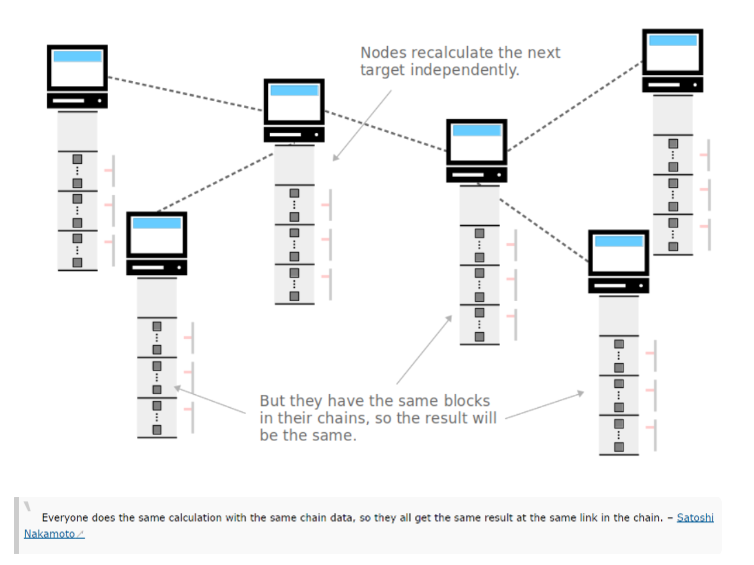 Nodes recalculate the next
target independently.
But they have the same blocks
in their chains, so the result will
be the same.
Everyone does the same calculation with the same chain data, so they all get the same result at the same link in the chain. – Satoshi
Nakamoto